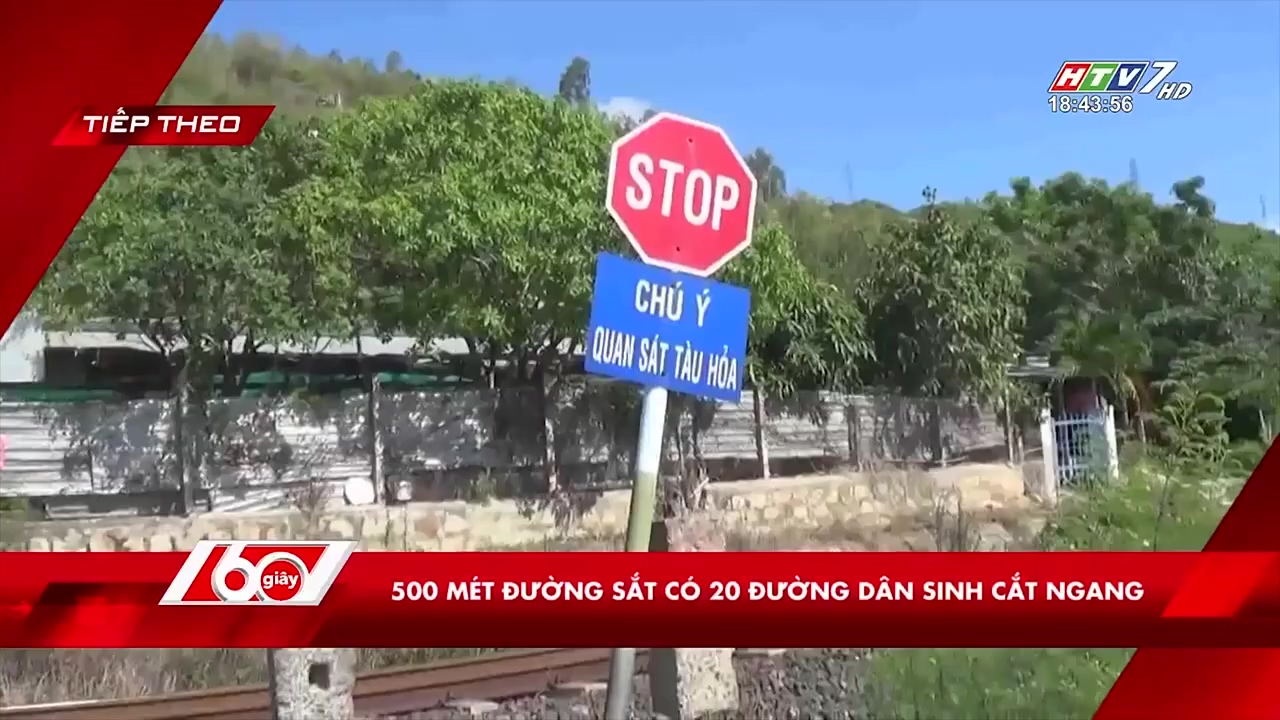 TIẾP THEO
HTV7 HD
18:43:56
STOP
CHÚ Ý
QUAN SÁT TÀU HỎA
60 giây
500 MÉT ĐƯỜNG SẮT CÓ 20 ĐƯỜNG DÂN SINH CẮT NGANG